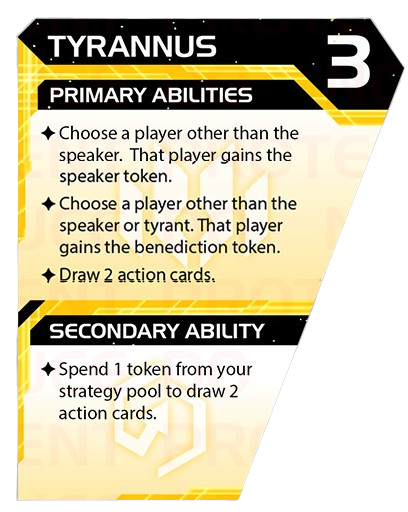 TYRANNUS
3
PRIMARY ABILITIES
✦ Choose a player other than the
speaker. That player gains the
speaker token.
✦ Choose a player other than the
speaker or tyrant. That player
gains the benediction token.
✦ Draw 2 action cards.
SECONDARY ABILITY
✦ Spend 1 token from your
strategy pool to draw 2
action cards.